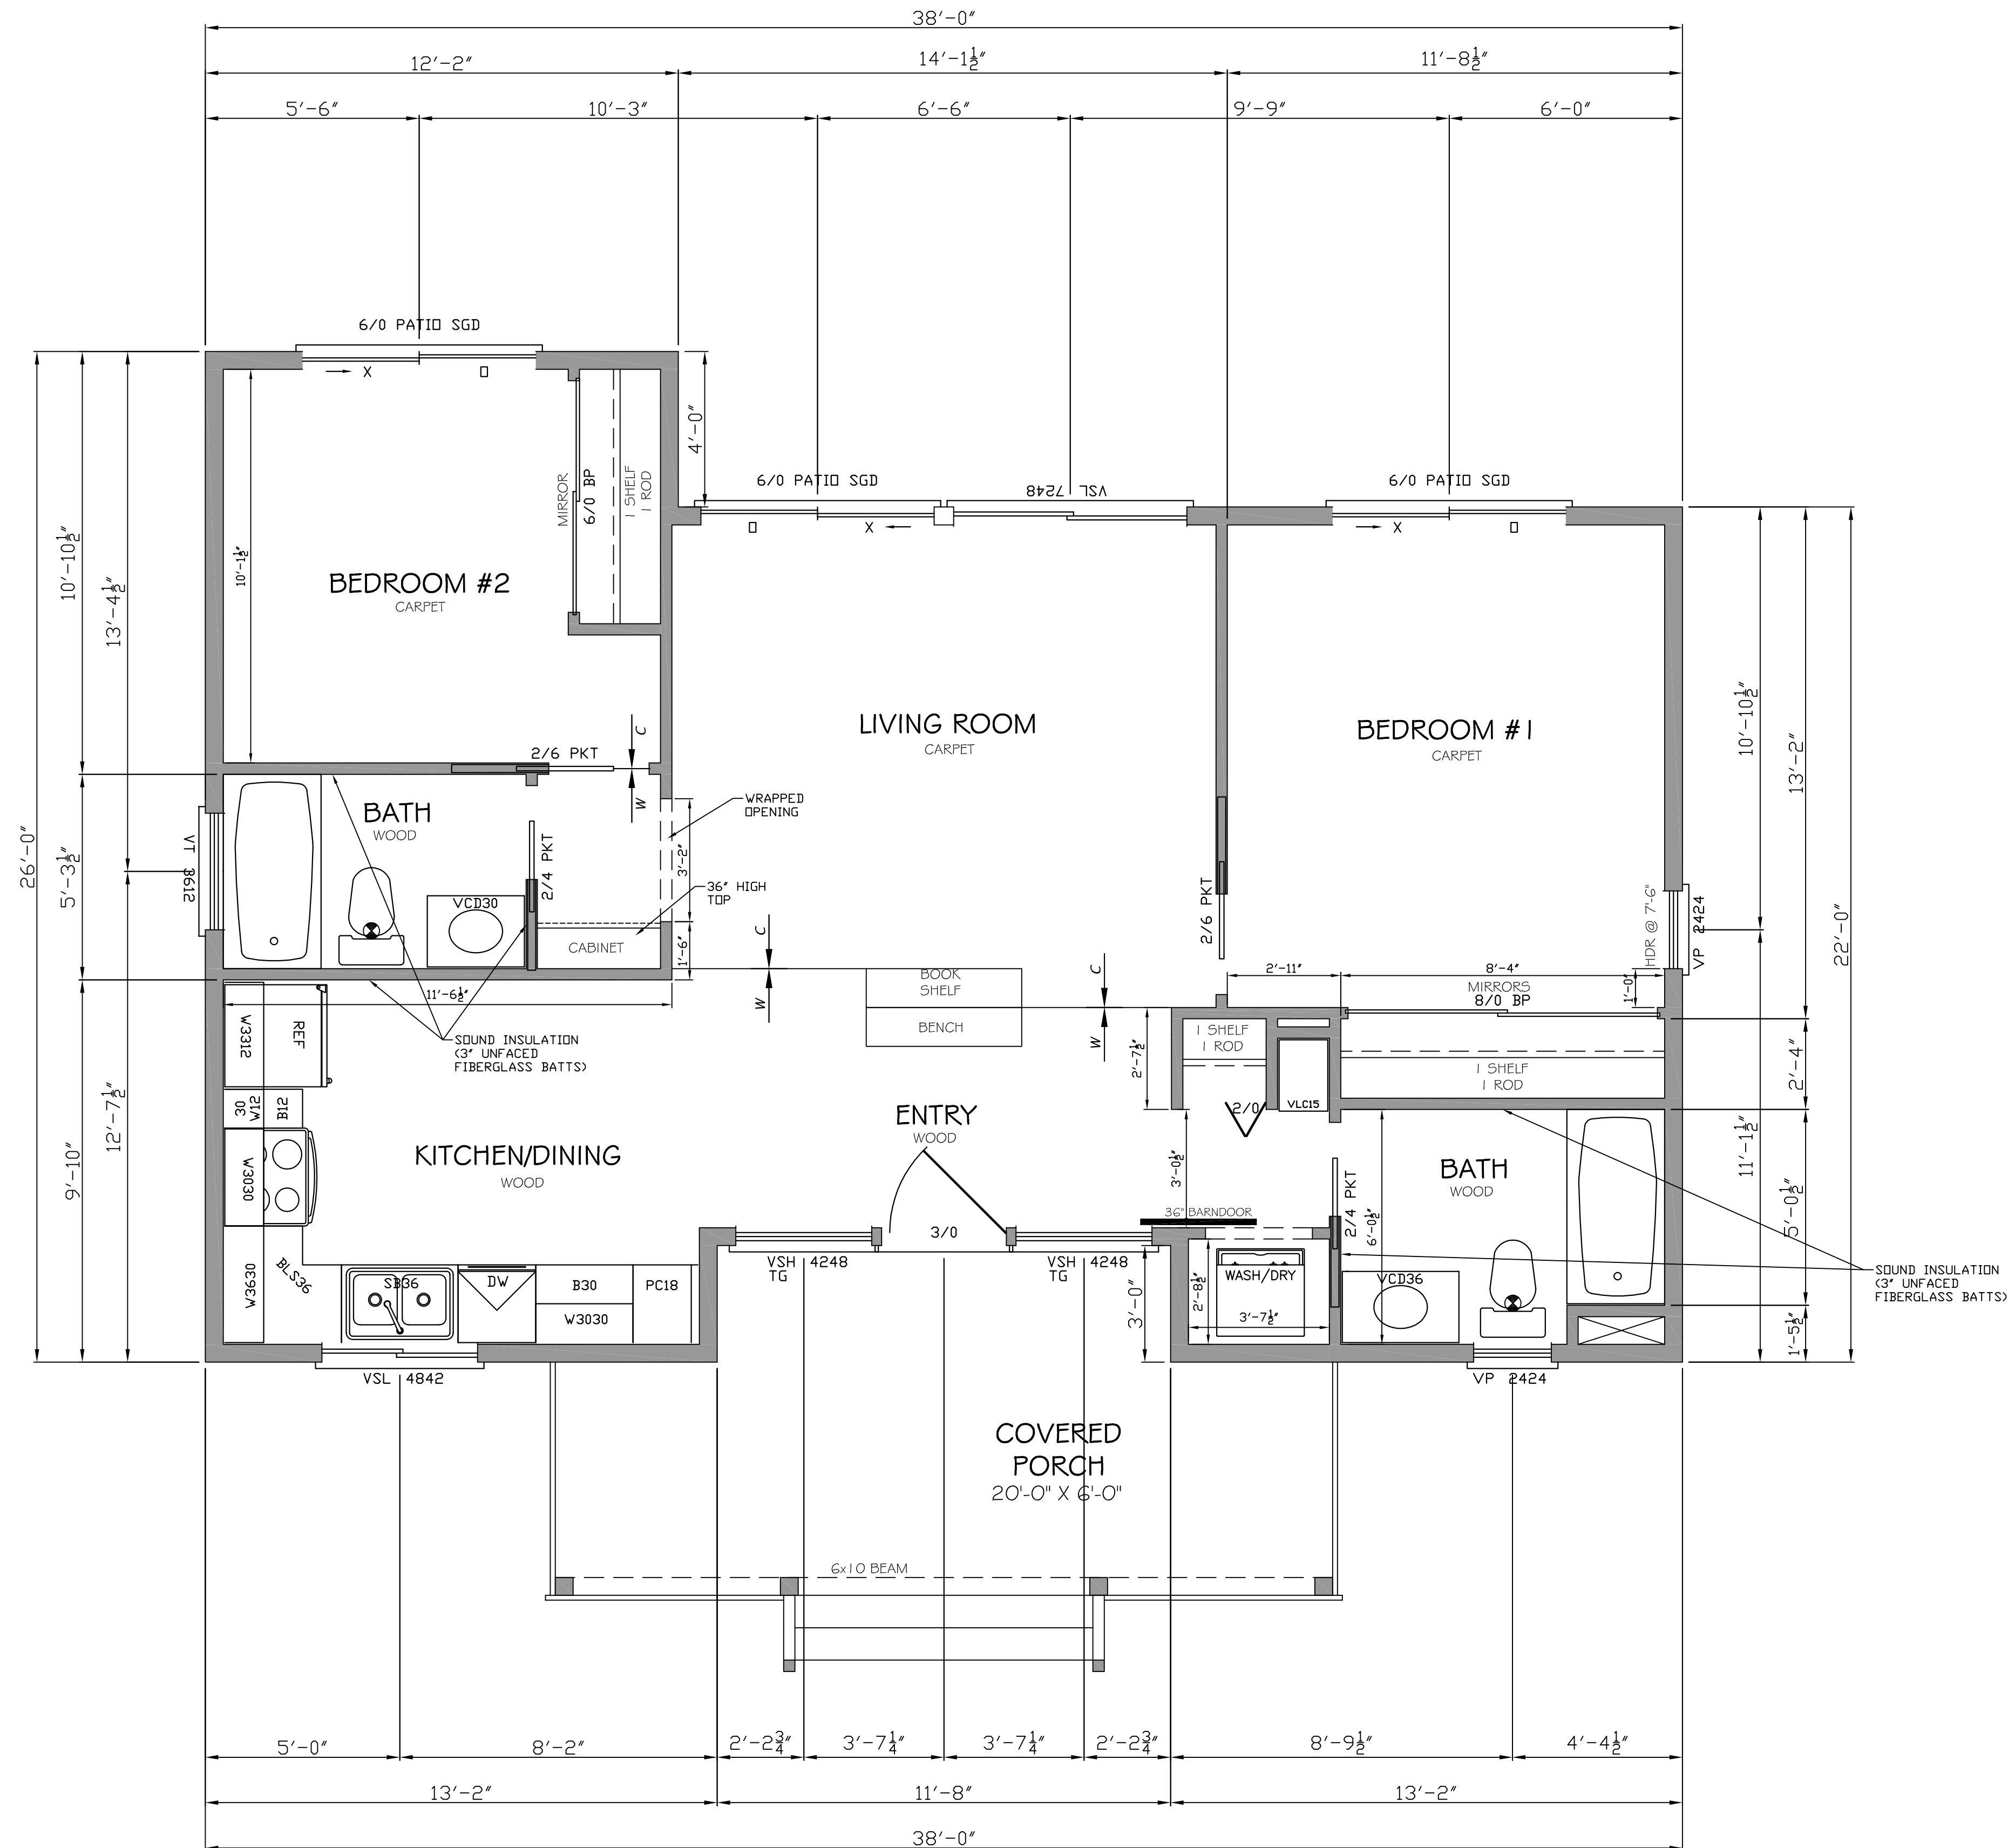 38'-0"
12'-2"
14'-1½"
11'-8½"
5'-6"
10'-3"
6'-6"
9'-9"
6'-0"
6/0 PATIO SGD
X
O
4'-0"
6/0 PATIO SGD
VSL 7248
6/0 PATIO SGD
O
X
X
O
MIRROR
6/0 BP
1 SHELF
1 ROD
10'-1½"
BEDROOM #2
CARPET
26'-0"
10'-10½"
13'-4½"
LIVING ROOM
CARPET
BEDROOM #1
CARPET
10'-10½"
13'-2"
22'-0"
2/6 PKT
C
W
BATH
WOOD
WRAPPED
OPENING
3'-2"
2/4 PKT
36" HIGH
TOP
VT 3612
5'-3½"
VCD30
CABINET
1'-6"
C
W
2/6 PKT
HDR @ 7'-6"
VP 2424
C
W
BOOK
SHELF
BENCH
2'-11"
8'-4"
MIRRORS
8/0 BP
1'-0"
11'-6½"
W3312
REF
SOUND INSULATION
(3" UNFACED
FIBERGLASS BATTS)
1 SHELF
1 ROD
2'-7½"
1 SHELF
1 ROD
2'-4"
12'-7½"
9'-10"
30
W12
B12
2/0
VLC15
ENTRY
WOOD
KITCHEN/DINING
WOOD
W3030
3'-0½"
2/4 PKT
6'-0½"
BATH
WOOD
11'-1½"
5'-0½"
36" BARNDOOR
3/0
VSH 4248
TG
VSH 4248
TG
W3630
BLS36
SB36
DW
B30
W3030
PC18
3'-0"
2'-8½"
WASH/DRY
3'-7½"
VCD36
SOUND INSULATION
(3" UNFACED
FIBERGLASS BATTS)
1'-5½"
VSL 4842
VP 2424
COVERED
PORCH
20'-0" X 6'-0"
6x10 BEAM
5'-0"
8'-2"
2'-2¾"
3'-7¼"
3'-7¼"
2'-2¾"
8'-9½"
4'-4½"
13'-2"
11'-8"
13'-2"
38'-0"